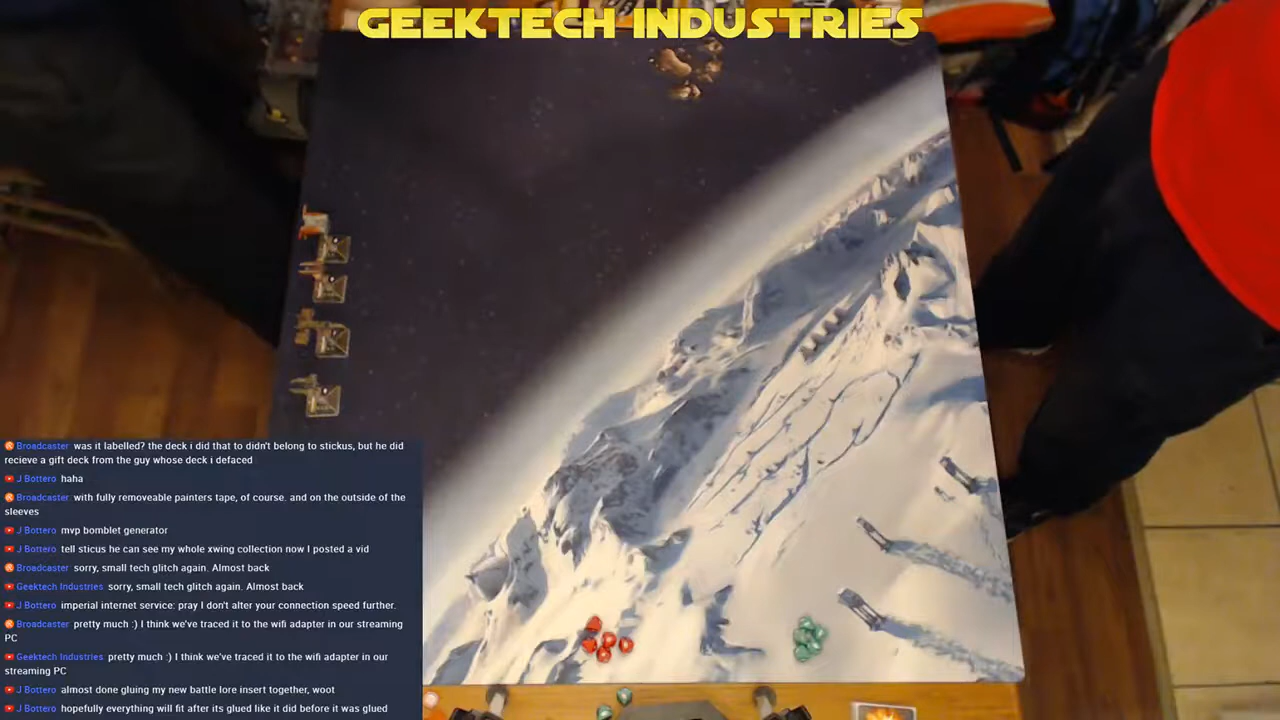 GEEKTECH INDUSTRIES
Broadcaster was it labelled? the deck i did that to didn't belong to stickus, but he did
recieve a gift deck from the guy whose deck i defaced
J Bottero haha
Broadcaster with fully removeable painters tape, of course. and on the outside of the
sleeves
J Bottero mvp bomblet generator
J Bottero tell sticus he can see my whole xwing collection now I posted a vid
Broadcaster sorry, small tech glitch again. Almost back
Geektech Industries sorry, small tech glitch again. Almost back
J Bottero imperial internet service: pray I don't alter your connection speed further.
Broadcaster pretty much :) I think we've traced it to the wifi adapter in our streaming
PC
Geektech Industries pretty much :) I think we've traced it to the wifi adapter in our
streaming PC
J Bottero almost done gluing my new battle lore insert together, woot
J Bottero hopefully everything will fit after its glued like it did before it was glued